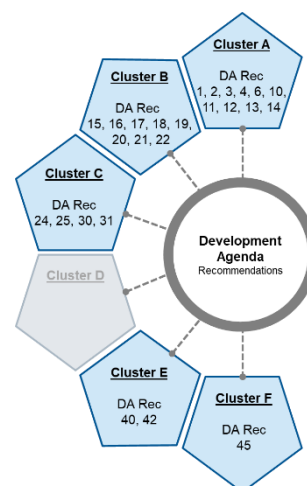 Cluster A
DA Rec
1, 2, 3, 4, 6, 10,
11, 12, 13, 14
Cluster B
DA Rec
15, 16, 17, 18, 19,
20, 21, 22
Cluster C
DA Rec
24, 25, 30, 31
Development
Agenda
Recommendations
Cluster D
Cluster E
DA Rec
40, 42
Cluster F
DA Rec
45